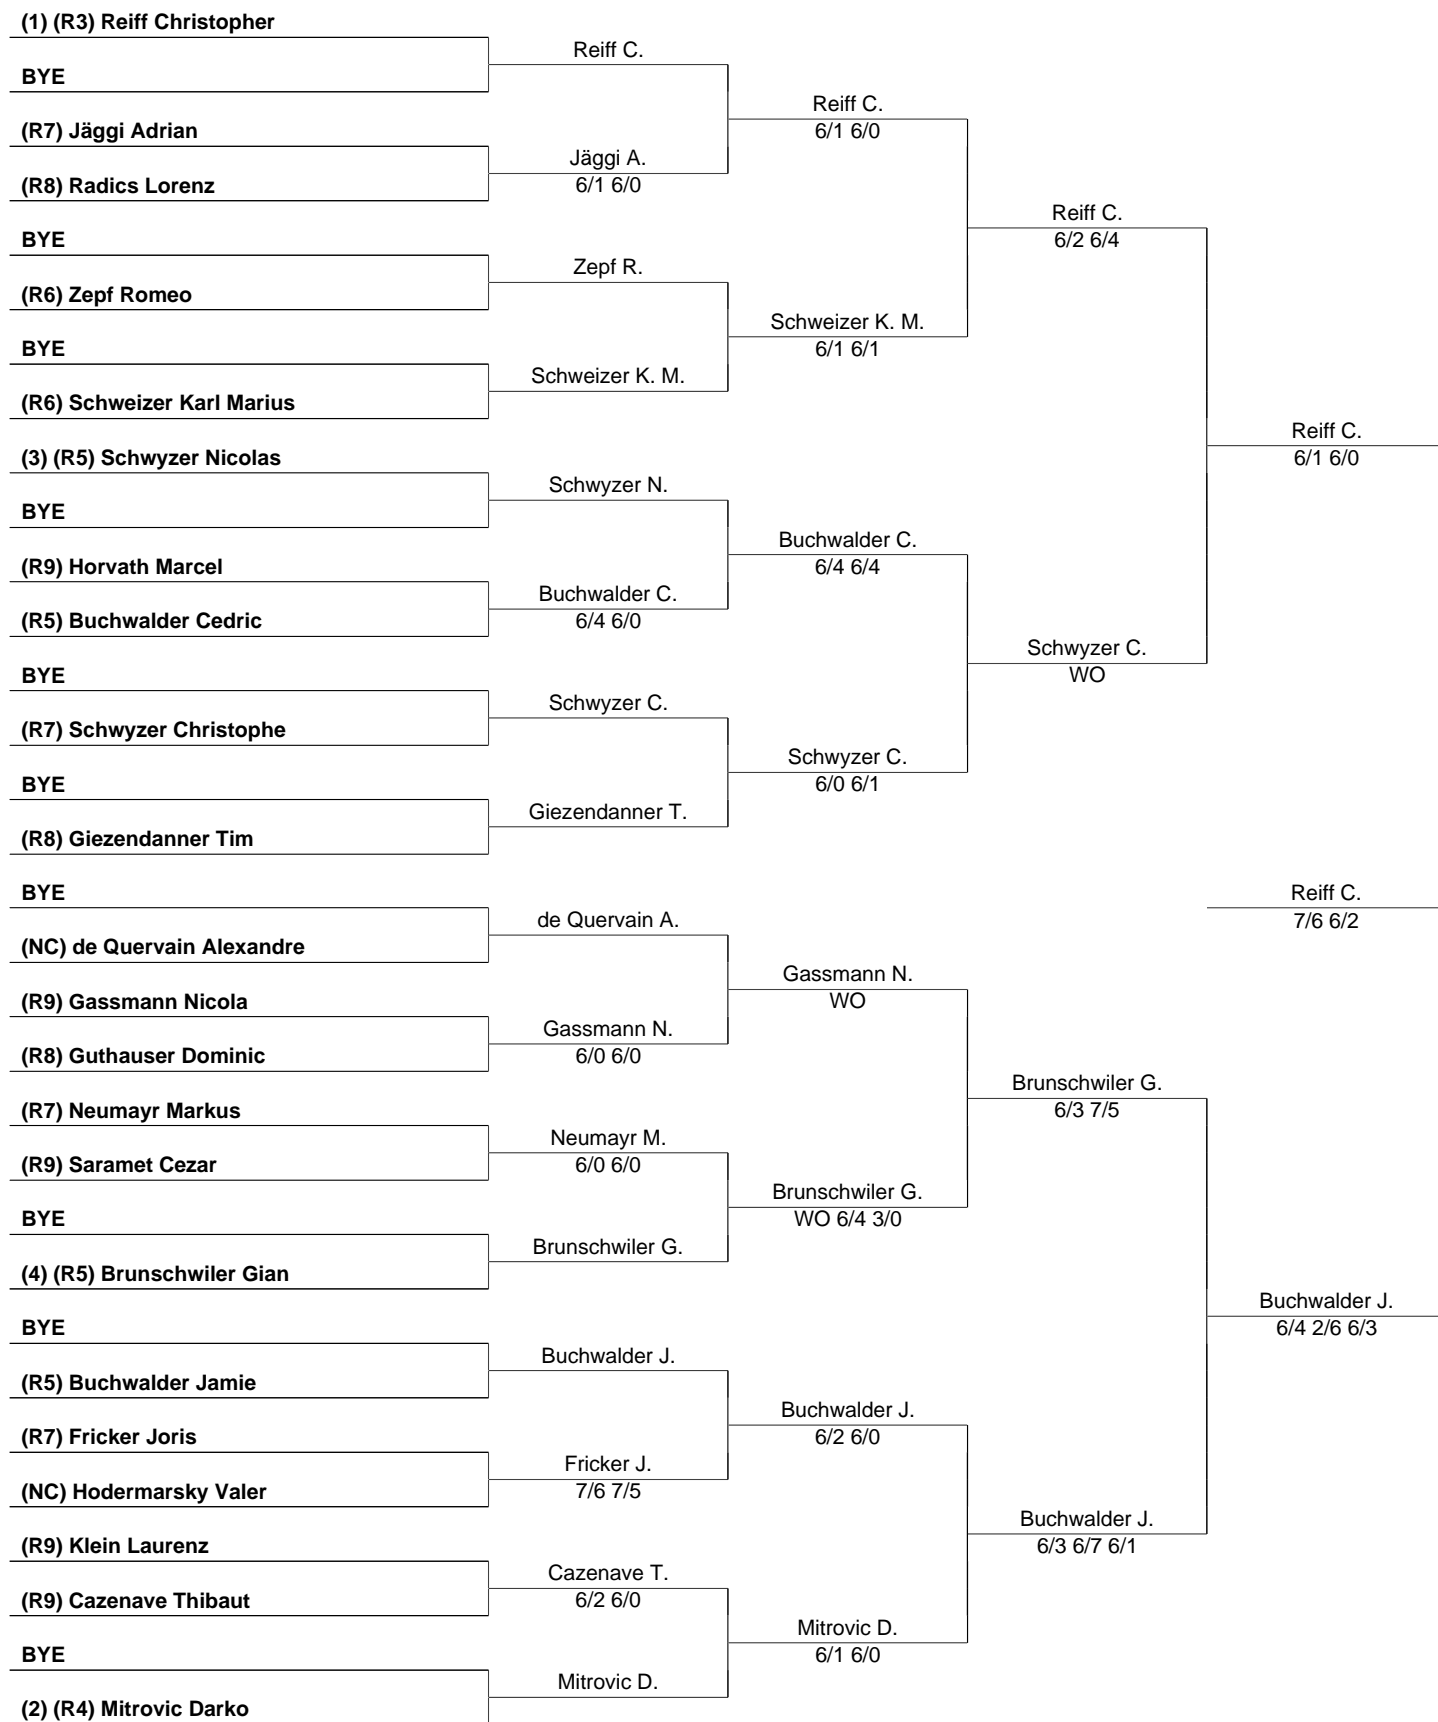 (1) (R3) Reiff Christopher
BYE
(R7) Jäggi Adrian
(R8) Radics Lorenz
BYE
(R6) Zepf Romeo
BYE
(R6) Schweizer Karl Marius
(3) (R5) Schwyzer Nicolas
BYE
(R9) Horvath Marcel
(R5) Buchwalder Cedric
BYE
(R7) Schwyzer Christophe
BYE
(R8) Giezendanner Tim
BYE
(NC) de Quervain Alexandre
(R9) Gassmann Nicola
(R8) Guthauser Dominic
(R7) Neumayr Markus
(R9) Saramet Cezar
BYE
(4) (R5) Brunschwiler Gian
BYE
(R5) Buchwalder Jamie
(R7) Fricker Joris
(NC) Hodermarsky Valer
(R9) Klein Laurenz
(R9) Cazenave Thibaut
BYE
(2) (R4) Mitrovic Darko
Reiff C.
Jäggi A.
6/1 6/0
Zepf R.
Schweizer K. M.
Schwyzer N.
Buchwalder C.
6/4 6/0
Schwyzer C.
Giezendanner T.
de Quervain A.
Gassmann N.
6/0 6/0
Neumayr M.
6/0 6/0
Brunschwiler G.
Buchwalder J.
Fricker J.
7/6 7/5
Cazenave T.
6/2 6/0
Mitrovic D.
Reiff C.
6/1 6/0
Schweizer K. M.
6/1 6/1
Buchwalder C.
6/4 6/4
Schwyzer C.
6/0 6/1
Gassmann N.
WO
Brunschwiler G.
WO 6/4 3/0
Buchwalder J.
6/2 6/0
Mitrovic D.
6/1 6/0
Reiff C.
6/2 6/4
Schwyzer C.
WO
Brunschwiler G.
6/3 7/5
Buchwalder J.
6/3 6/7 6/1
Reiff C.
6/1 6/0
Reiff C.
7/6 6/2
Buchwalder J.
6/4 2/6 6/3